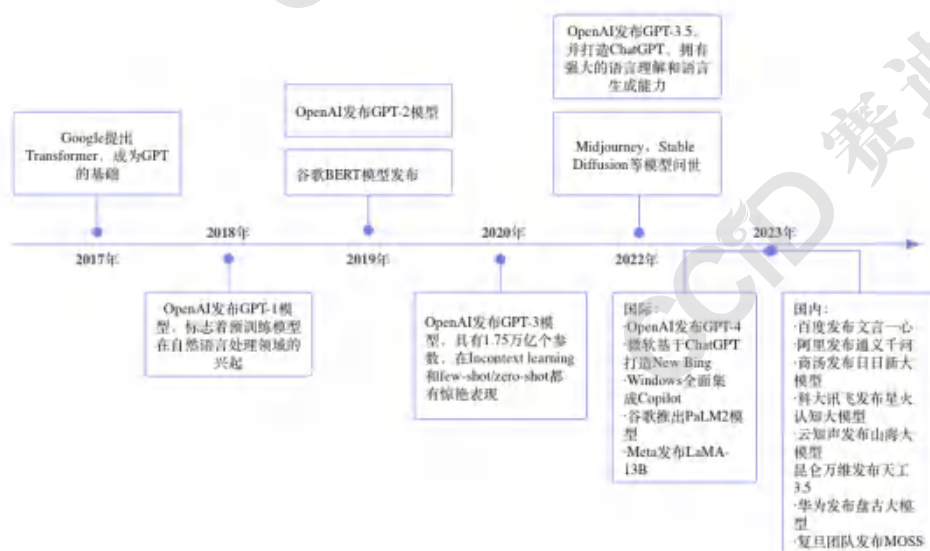 OpenAI发布GPT-3.5,
并打造ChatGPT，拥有
强大的语言理解和语言
生成能力
OpenAI发布GPT-2模型
Google提出
Transformer，成为GPT
的基础
Midjourney、Stable
Diffusion等模型问世
谷歌BERT模型发布
2018年
2020年
2023年
2017年
2019年
2022年
OpenAI发布GPT-1模
型，标志着预训练模型
在自然语言处理领域的
兴起
OpenAI发布GPT-3模
型，具有1.75万亿个参
数，在Incontext learning
和few-shot/zero-shot都
有惊艳表现
国际:
·OpenAI发布GPT-4
·微软基于ChatGPT
打造New Bing
·Windows全面集
成Copilot
·谷歌推出PaLM2模
型
·Meta发布LaMA-
13B
国内:
·百度发布文言一心
·阿里发布通义千问
·商汤发布日日新大
模型
·科大讯飞发布星火
认知大模型
·云知声发布山海大
模型
昆仑万维发布天工
3.5
·华为发布盘古大模
型
·复旦团队发布MOSS
CCiD 赛迪